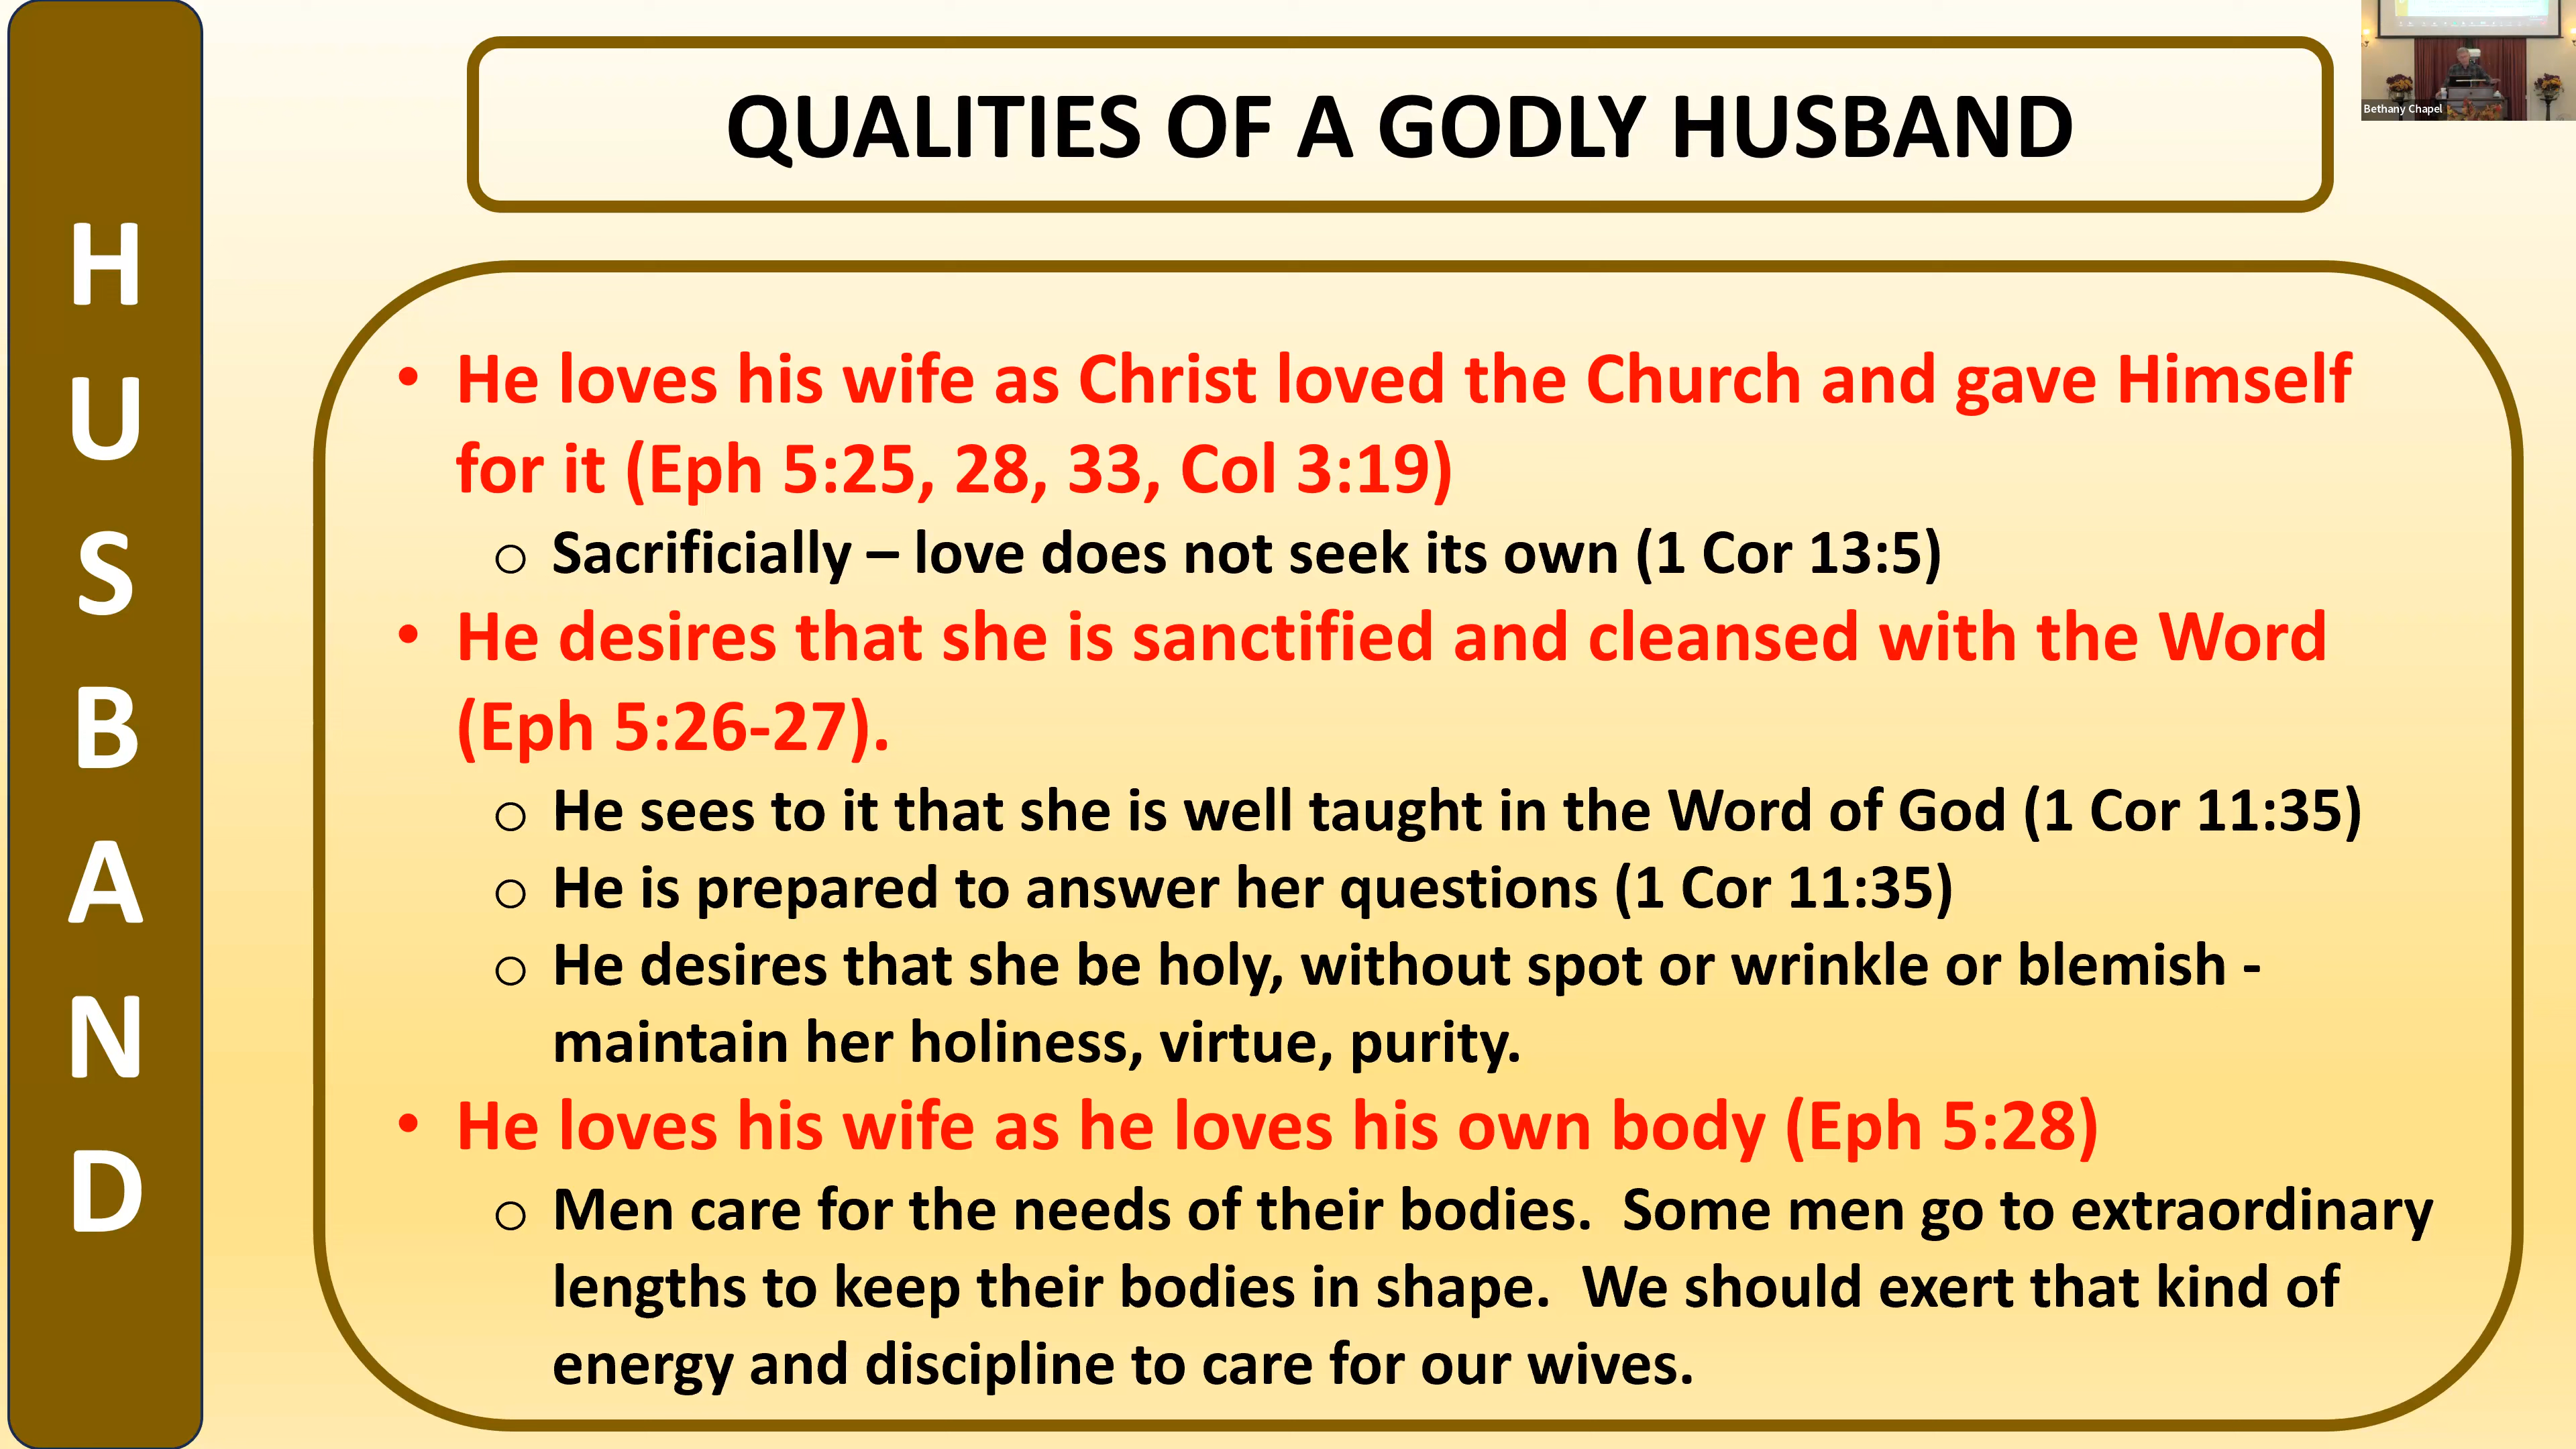 H
U
S
B
A
N
D
QUALITIES OF A GODLY HUSBAND
Bethany Chapel
• He loves his wife as Christ loved the Church and gave Himself
for it (Eph 5:25, 28, 33, Col 3:19)
o Sacrificially – love does not seek its own (1 Cor 13:5)
• He desires that she is sanctified and cleansed with the Word
(Eph 5:26-27).
o He sees to it that she is well taught in the Word of God (1 Cor 11:35)
o He is prepared to answer her questions (1 Cor 11:35)
o He desires that she be holy, without spot or wrinkle or blemish -
maintain her holiness, virtue, purity.
• He loves his wife as he loves his own body (Eph 5:28)
o Men care for the needs of their bodies.  Some men go to extraordinary
lengths to keep their bodies in shape.  We should exert that kind of
energy and discipline to care for our wives.